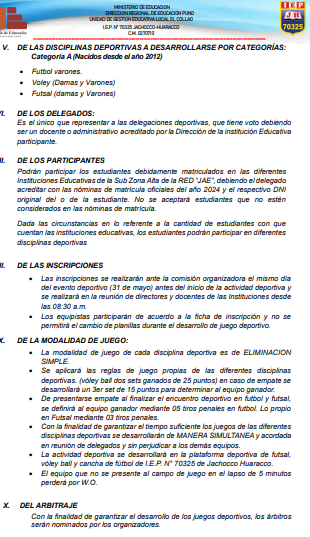 MINISTERIO DE EDUCACION
DIRECCION REGIONAL DE EDUCACION PUNO
UNIDAD DE GESTION EDUCATIVA LOCAL EL COLLAO
I.E.P. N° 70325 JACHOCCO-HUARACCO
C.M. 0270710
I E P
70325
V. DE LAS DISCIPLINAS DEPORTIVAS A DESARROLLARSE POR CATEGORÍAS:
Categoría A (Nacidos desde el año 2012)
• Futbol varones.
• Voley (Damas y Varones)
• Futsal (damas y Varones)
VI. DE LOS DELEGADOS:
Es el único que representar a las delegaciones deportivas, que tiene voto debiendo
ser un docente o administrativo acreditado por la Dirección de la institución Educativa
participante.
II. DE LOS PARTICIPANTES
Podrán participar los estudiantes debidamente matriculados en las diferentes
Instituciones Educativas de la Sub Zona Alta de la RED "JAE", debiendo el delegado
acreditar con las nóminas de matrícula oficiales del año 2024 y el respectivo DNI
original del o de la estudiante. No se aceptará estudiantes que no estén
considerados en las nóminas de matrícula.
Dada las circunstancias en lo referente a la cantidad de estudiantes con que
cuentan las instituciones educativas, los estudiantes podrán participar en diferentes
disciplinas deportivas
II. DE LAS INSCRIPCIONES
• Las inscripciones se realizarán ante la comisión organizadora el mismo día
del evento deportivo (31 de mayo) antes del inicio de la actividad deportiva y
se realizará en la reunión de directores y docentes de las Instituciones desde
las 08:30 a.m.
• Los equipistas participarán de acuerdo a la ficha de inscripción y no se
permitirá el cambio de planillas durante el desarrollo de juego deportivo.
X. DE LA MODALIDAD DE JUEGO:
• La modalidad de juego de cada disciplina deportiva es de ELIMINACION
SIMPLE.
• Se aplicará las reglas de juego propias de las diferentes disciplinas
deportivas. (vóley ball dos sets ganados de 25 puntos) en caso de empate se
desarrollará un 3er set de 15 puntos para determinar al equipo ganador.
• De presentarse empate al finalizar el encuentro deportivo en futbol y futsal,
se definirá al equipo ganador mediante 05 tiros penales en futbol. Lo propio
en Futsal mediante 03 tiros penales.
• Con la finalidad de garantizar el tiempo suficiente los juegos de las diferentes
disciplinas deportivas se desarrollarán de MANERA SIMULTANEA y acordada
en reunión de delegados y sin perjudicar a los demás equipos.
• La actividad deportiva se desarrollará en la plataforma deportiva de futsal,
vóley ball y cancha de fútbol de I.E.P. N° 70325 de Jachocco Huaracco.
• El equipo que no se presente al campo de juego en el lapso de 5 minutos
perderá por W.O.
X. DEL ARBITRAJE
Con la finalidad de garantizar el desarrollo de los juegos deportivos, los árbitros
serán nominados por los organizadores.